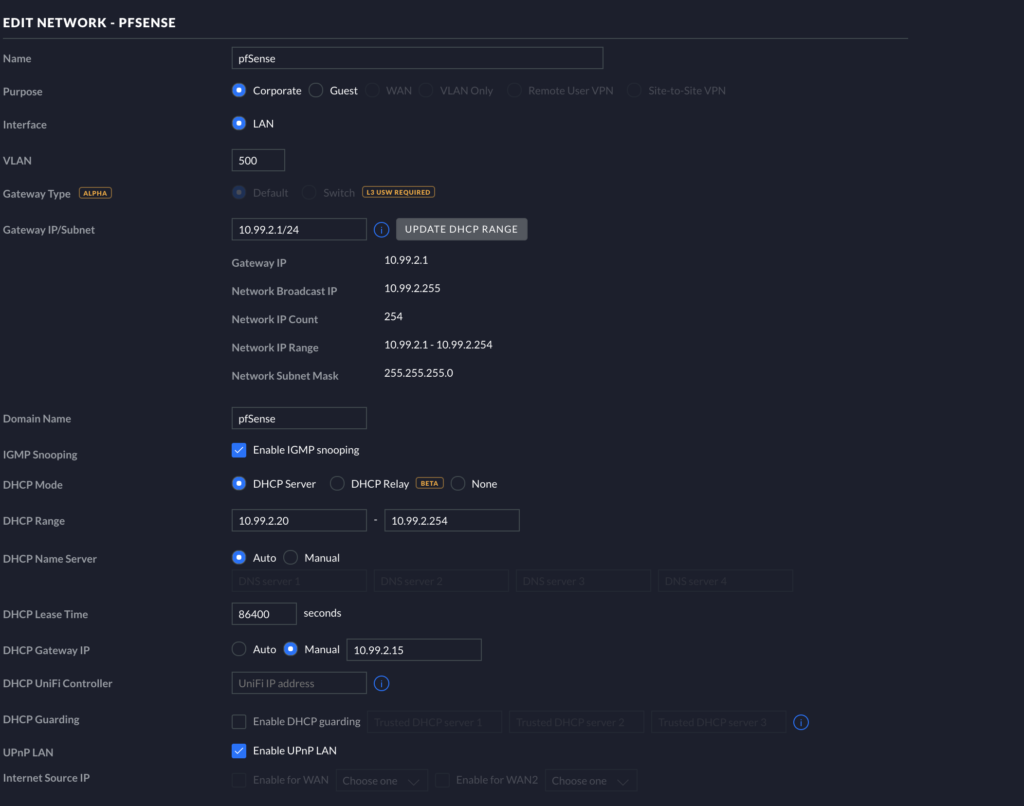 EDIT NETWORK - PFSENSE
Name pfSense
Purpose Corporate Guest WAN VLAN Only Remote User VPN Site-to-Site VPN
Interface LAN
VLAN 500
Gateway Type ALPHA Default Switch L3 USW REQUIRED
Gateway IP/Subnet 10.99.2.1/24 UPDATE DHCP RANGE
Gateway IP 10.99.2.1
Network Broadcast IP 10.99.2.255
Network IP Count 254
Network IP Range 10.99.2.1 - 10.99.2.254
Network Subnet Mask 255.255.255.0
Domain Name pfSense
IGMP Snooping Enable IGMP snooping
DHCP Mode DHCP Server DHCP Relay BETA None
DHCP Range 10.99.2.20 - 10.99.2.254
DHCP Name Server Auto Manual
DNS server 1 DNS server 2 DNS server 3 DNS server 4
DHCP Lease Time 86400 seconds
DHCP Gateway IP Auto Manual 10.99.2.15
DHCP UniFi Controller UniFi IP address
DHCP Guarding Enable DHCP guarding Trusted DHCP server 1 Trusted DHCP server 2 Trusted DHCP server 3
UPnP LAN Enable UPnP LAN
Internet Source IP Enable for WAN Choose one Enable for WAN2 Choose one